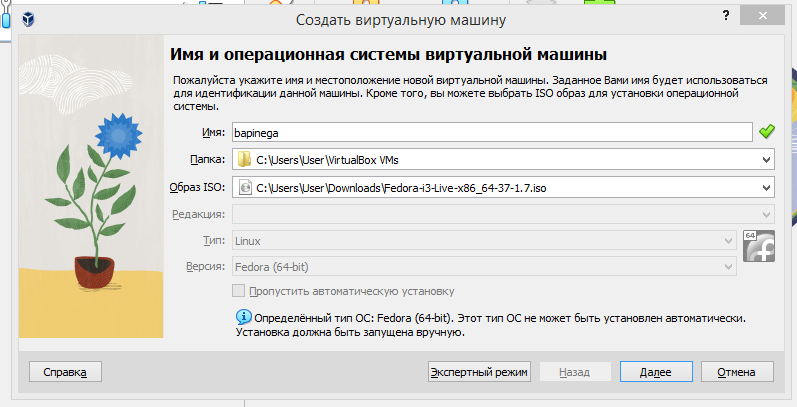 Создать виртуальную машину
?
Имя и операционная системы виртуальной машины
Пожалуйста укажите имя и местоположение новой виртуальной машины. Заданное Вами имя будет использоваться
для идентификации данной машины. Кроме того, вы можете выбрать ISO образ для установки операционной
системы.
Имя: bapinega
Папка: C:\Users\User\VirtualBox VMs
Образ ISO: C:\Users\User\Downloads\Fedora-i3-Live-x86_64-37-1.7.iso
Редакция:
Тип: Linux
64
Версия: Fedora (64-bit)
Пропустить автоматическую установку
Определённый тип ОС: Fedora (64-bit). Этот тип ОС не может быть установлен автоматически.
Установка должна быть запущена вручную.
Справка Экспертный режим Назад Далее Отмена